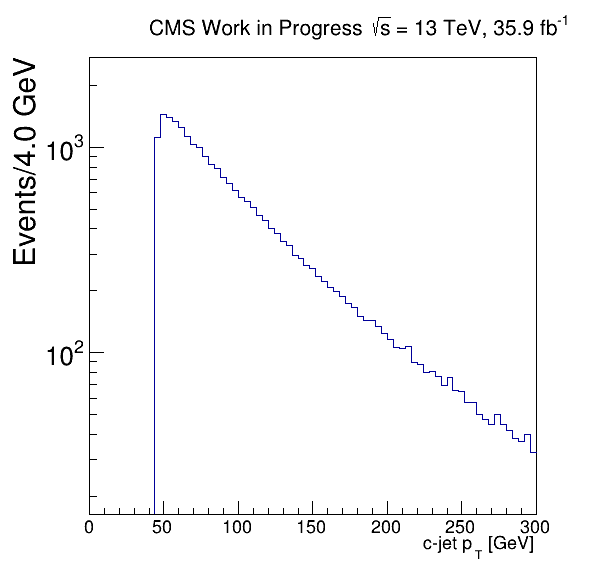 CMS Work in Progress √s = 13 TeV, 35.9 fb⁻¹
Events/4.0 GeV
10³
10²
0 50 100 150 200 250 300
c-jet p_T [GeV]